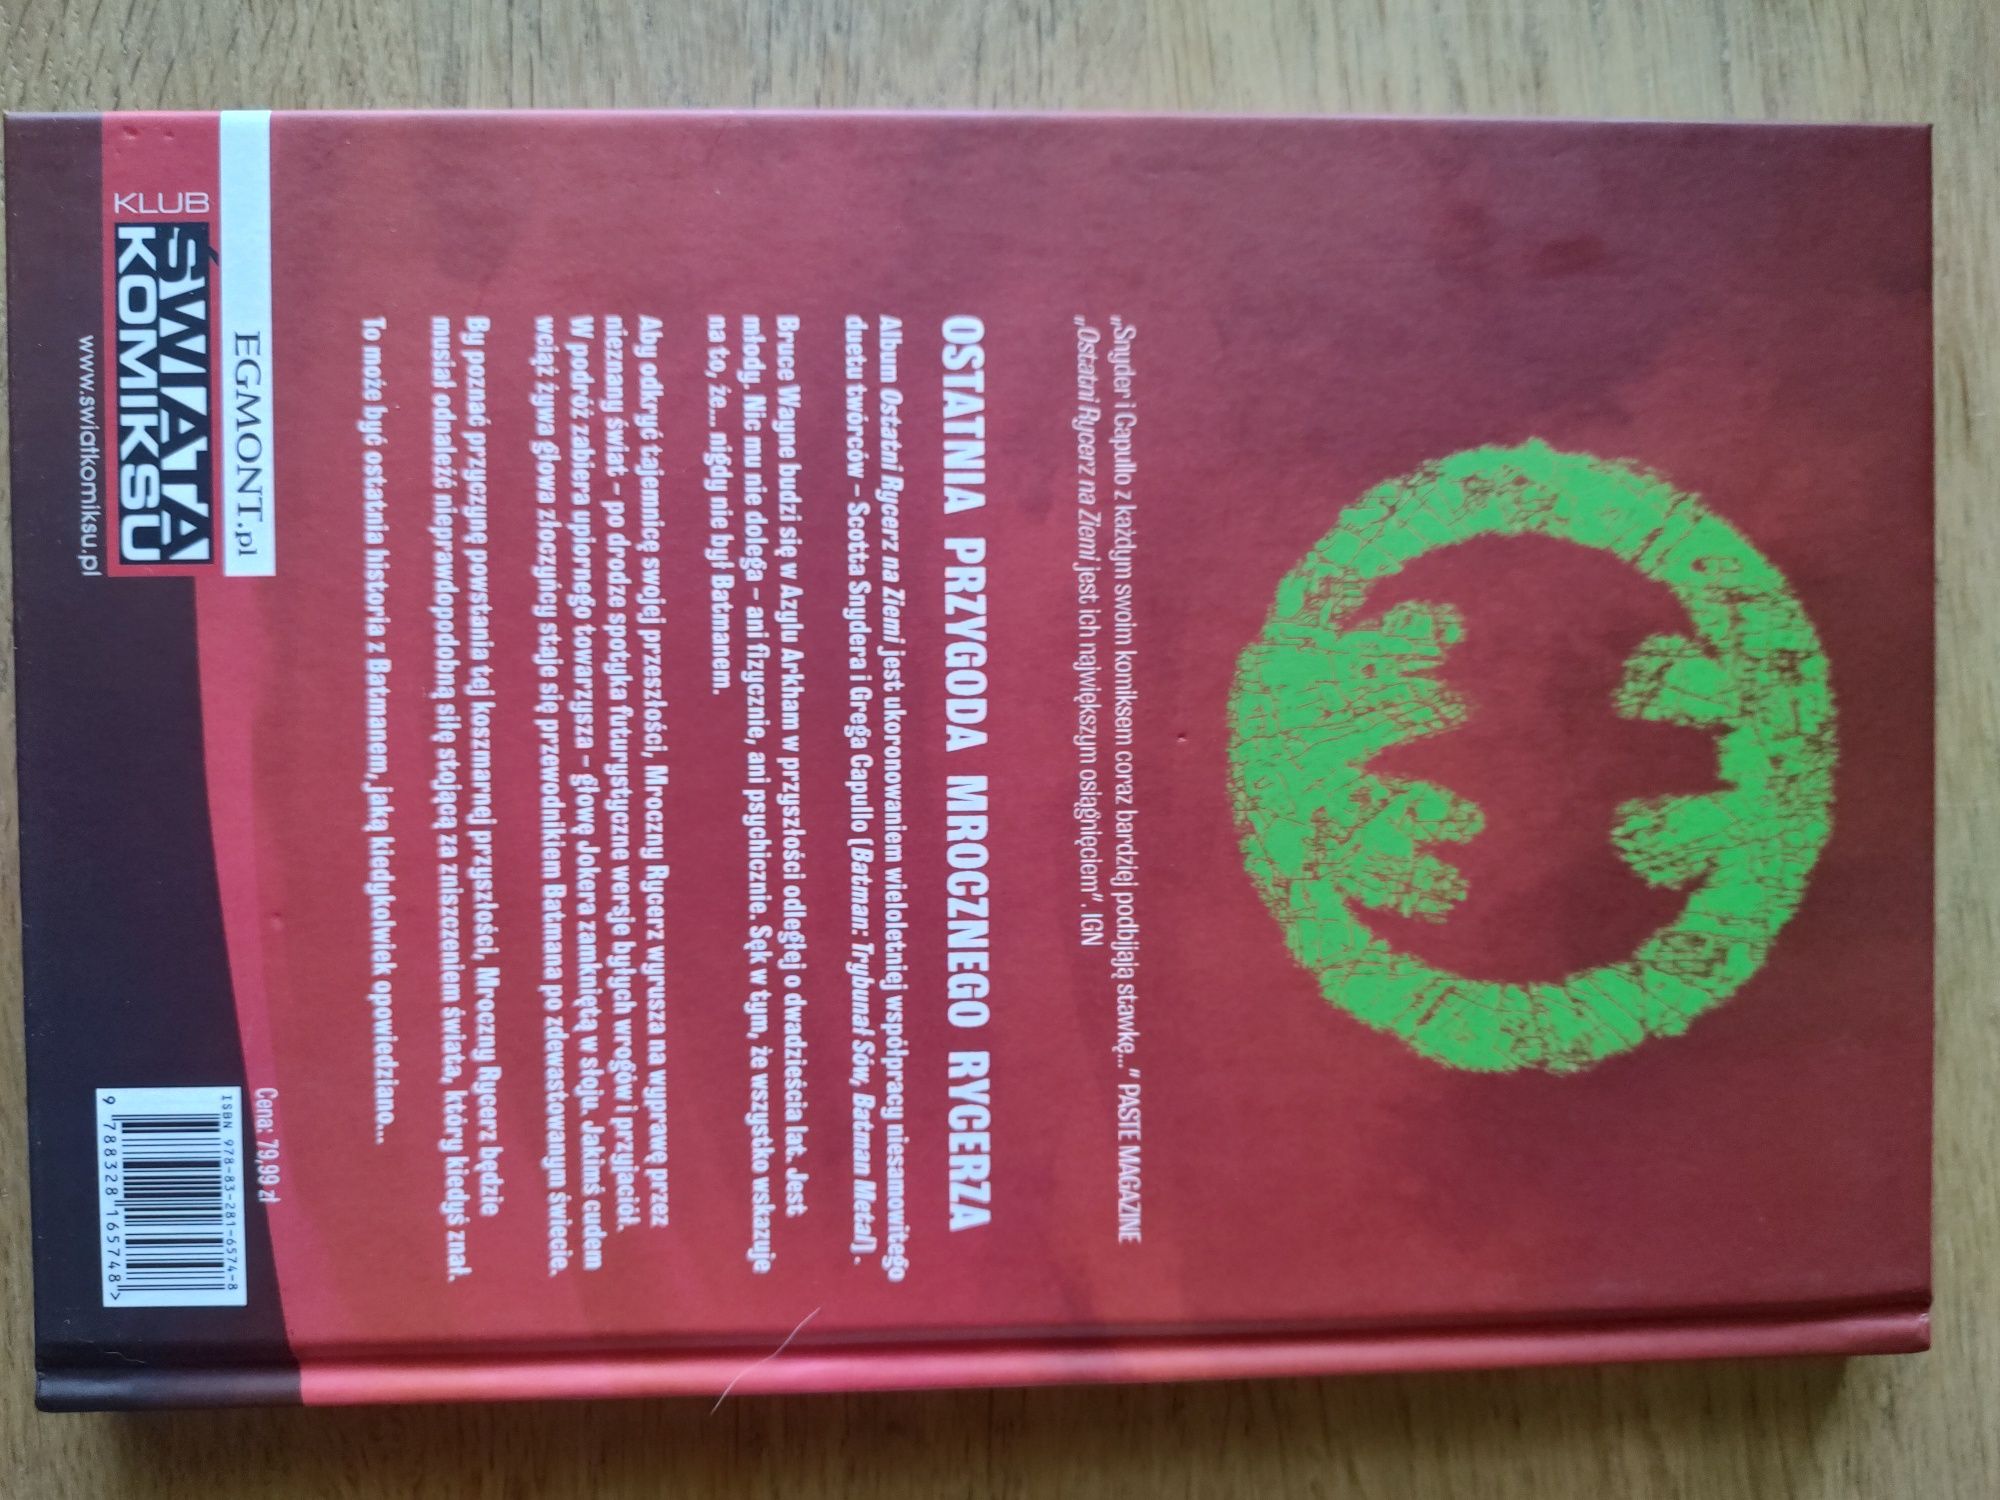 „Snyder i Capullo z każdym swoim komiksem coraz bardziej podbijają stawkę...” PASTE MAGAZINE
„Ostatni Rycerz na Ziemi jest ich największym osiągnięciem”. IGN
OSTATNIA PRZYGODA MROCZNEGO RYCERZA
Album Ostatni Rycerz na Ziemi jest ukoronowaniem wieloletniej współpracy niesamowitego
duetu twórców – Scotta Snydera i Grega Capullo (Batman: Trybunał Sów, Batman Metal) .
Bruce Wayne budzi się w Azylu Arkham w przyszłości odległej o dwadzieścia lat. Jest
młody. Nic mu nie dolega – ani fizycznie, ani psychicznie. Sęk w tym, że wszystko wskazuje
na to, że... nigdy nie był Batmanem.
Aby odkryć tajemnicę swojej przeszłości, Mroczny Rycerz wyrusza na wyprawę przez
nieznany świat – po drodze spotyka futurystyczne wersje byłych wrogów i przyjaciół.
W podróż zabiera upiornego towarzysza – głowę Jokera zamkniętą w słoju. Jakimś cudem
wciąż żywa głowa złoczyńcy staje się przewodnikiem Batmana po zdewastowanym świecie.
By poznać przyczynę powstania tej koszmarnej przyszłości, Mroczny Rycerz będzie
musiał odnaleźć nieprawdopodobną siłę stojącą za zniszczeniem świata, który kiedyś znał.
To może być ostatnia historia z Batmanem, jaką kiedykolwiek opowiedziano...
EGMONT.pl
KLUB
ŚWIATA
KOMIKSU
www.swiatkomiksu.pl
Cena: 79,99 zł
ISBN 978-83-281-6574-8
9 788328 165748 >